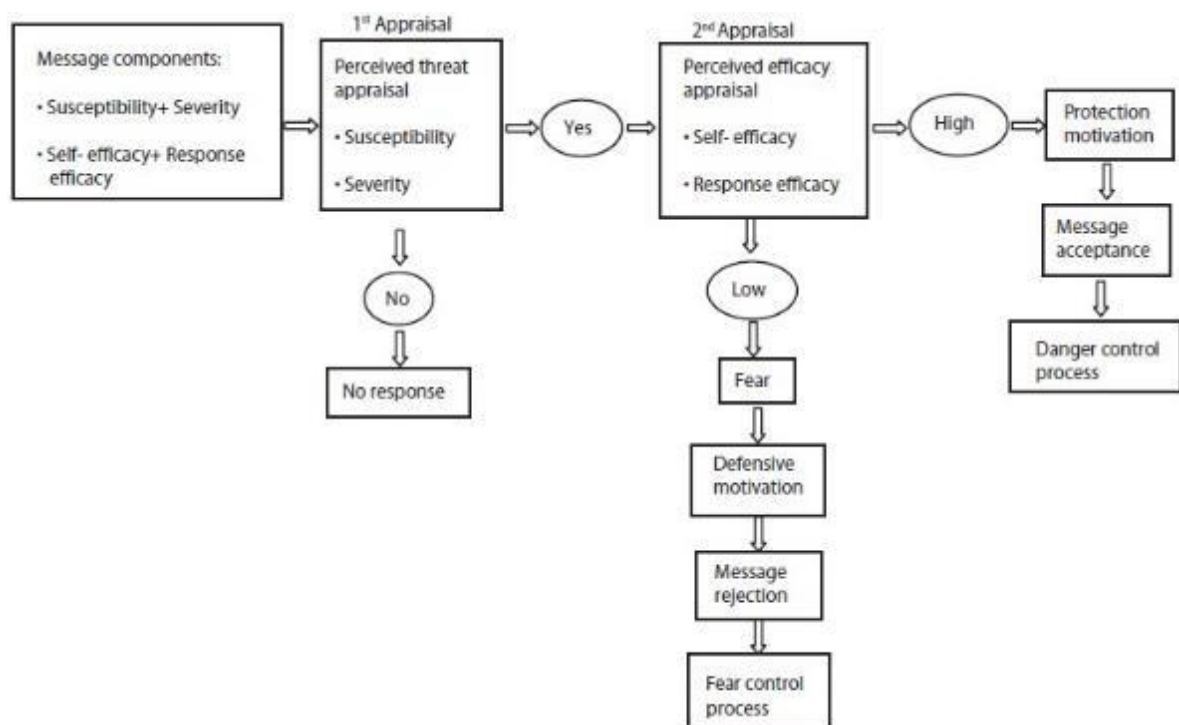 1st Appraisal
2nd Appraisal
Message components:
• Susceptibility+ Severity
• Self- efficacy+ Response
efficacy
Perceived threat
appraisal
• Susceptibility
• Severity
Yes
Perceived efficacy
appraisal
• Self- efficacy
• Response efficacy
High
Protection
motivation
Message
acceptance
Danger control
process
No
No response
Low
Fear
Defensive
motivation
Message
rejection
Fear control
process